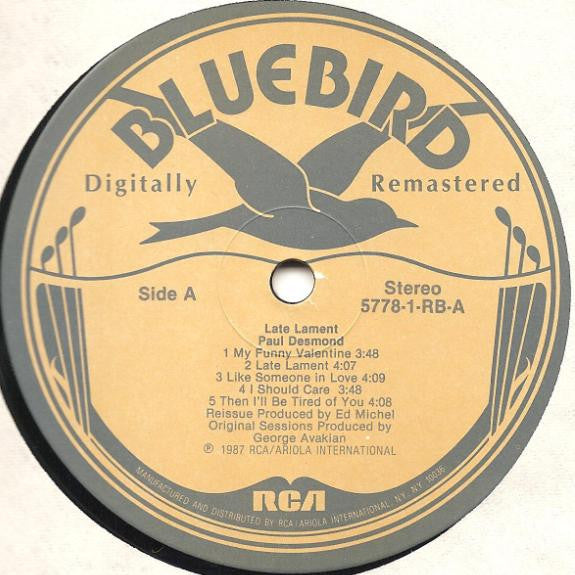 BLUEBIRD
Digitally Remastered
Side A
Stereo
5778-1-RB-A
Late Lament
Paul Desmond
1 My Funny Valentine 3:48
2 Late Lament 4:07
3 Like Someone in Love 4:09
4 I Should Care 3:48
5 Then I'll Be Tired of You 4:08
Reissue Produced by Ed Michel
Original Sessions Produced by
George Avakian
℗ 1987 RCA/ARIOLA INTERNATIONAL
RCA
MANUFACTURED AND DISTRIBUTED BY RCA/ARIOLA INTERNATIONAL, NY, NY 10036